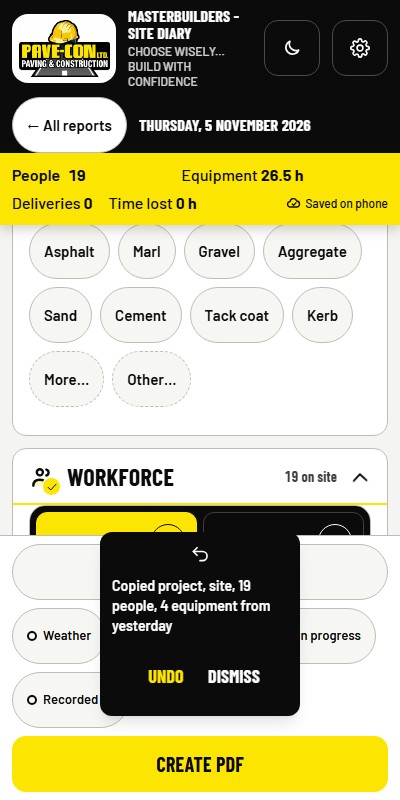 PAVE-CON LTD.
PAVING & CONSTRUCTION
MASTERBUILDERS -
SITE DIARY
CHOOSE WISELY...
BUILD WITH
CONFIDENCE
← All reports
THURSDAY, 5 NOVEMBER 2026
People 19
Equipment 26.5 h
Deliveries 0
Time lost 0 h
Saved on phone
Asphalt
Marl
Gravel
Aggregate
Sand
Cement
Tack coat
Kerb
More...
Other...
WORKFORCE
19 on site
Copied project, site, 19
people, 4 equipment from
yesterday
UNDO
DISMISS
Weather
n progress
Recorded
CREATE PDF